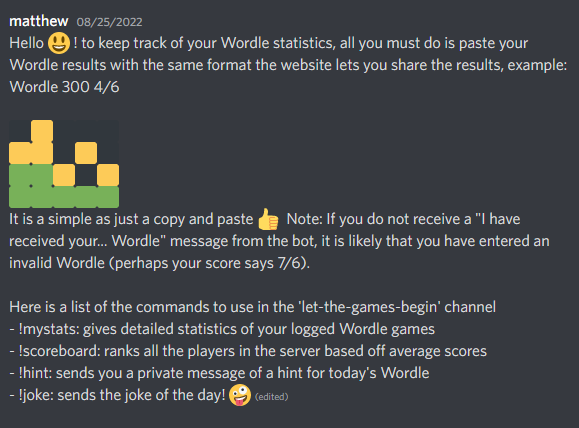 matthew 08/25/2022
Hello 😃! to keep track of your Wordle statistics, all you must do is paste your
Wordle results with the same format the website lets you share the results, example:
Wordle 300 4/6
It is a simple as just a copy and paste 👍 Note: If you do not receive a "I have
received your... Wordle" message from the bot, it is likely that you have entered an
invalid Wordle (perhaps your score says 7/6).
Here is a list of the commands to use in the 'let-the-games-begin' channel
- !mystats: gives detailed statistics of your logged Wordle games
- !scoreboard: ranks all the players in the server based off average scores
- !hint: sends you a private message of a hint for today's Wordle
- !joke: sends the joke of the day! 🤪 (edited)